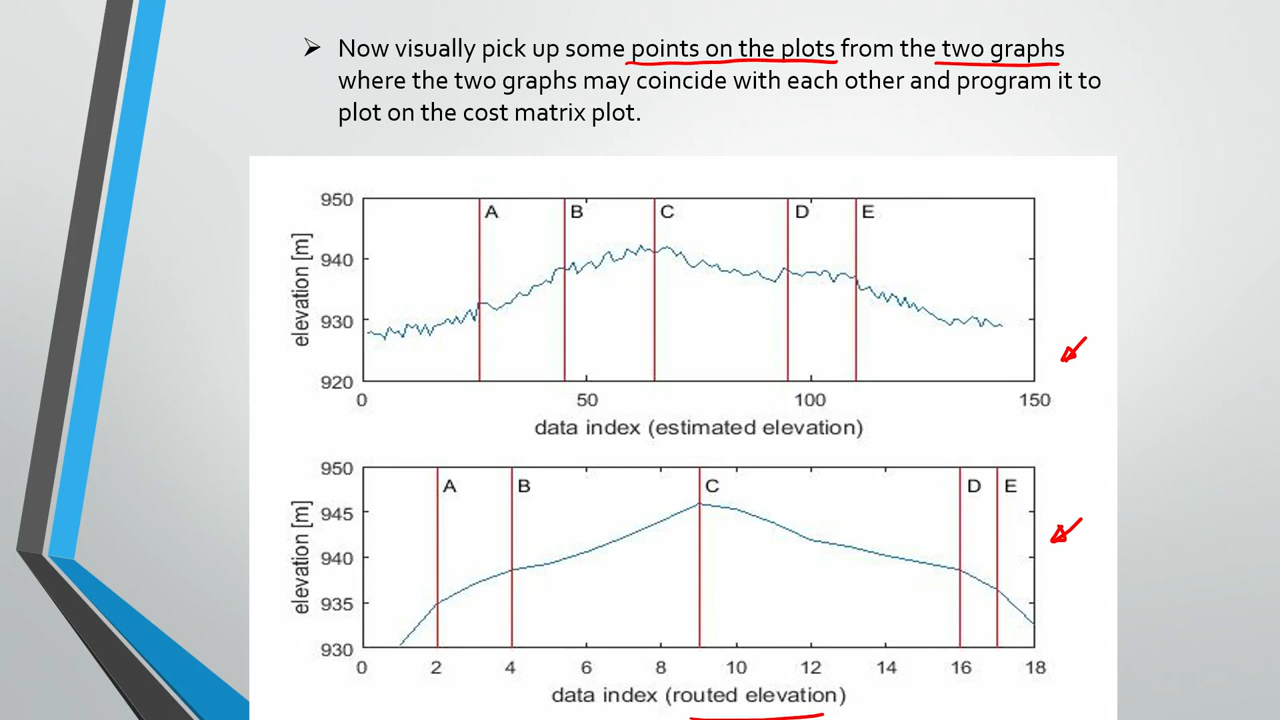 Now visually pick up some points on the plots from the two graphs
where the two graphs may coincide with each other and program it to
plot on the cost matrix plot.
950
A B C D E
940
elevation [m]
930
920
0 50 100 150
data index (estimated elevation)
950
A B C D E
945
940
elevation [m]
935
930
0 2 4 6 8 10 12 14 16 18
data index (routed elevation)